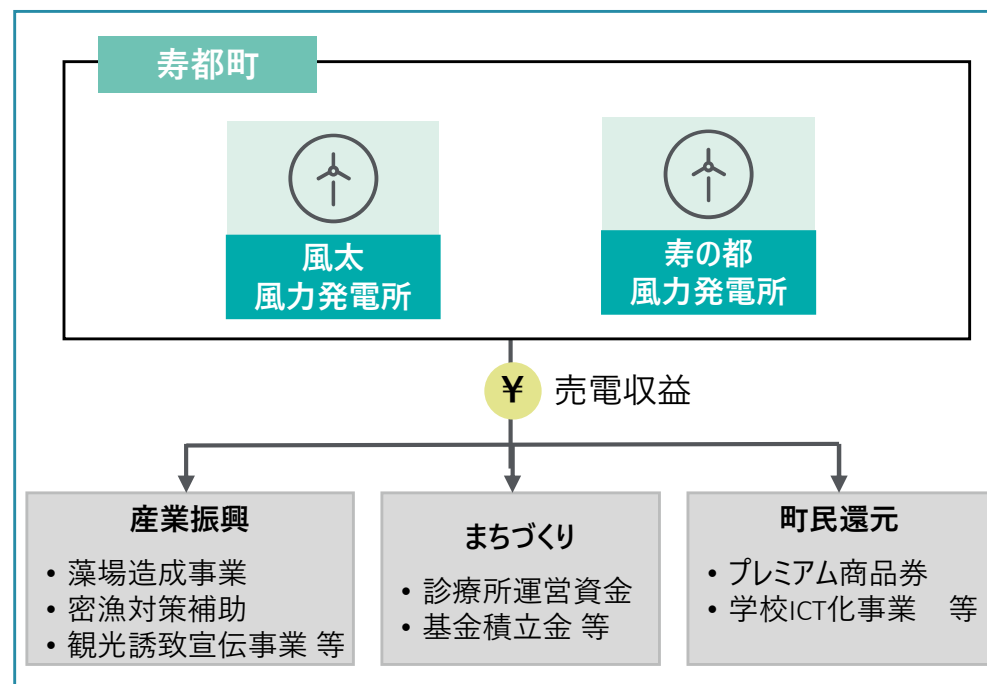 寿都町
風太
風力発電所
寿の都
風力発電所
¥ 売電収益
産業振興
• 藻場造成事業
• 密漁対策補助
• 観光誘致宣伝事業 等
まちづくり
• 診療所運営資金
• 基金積立金 等
町民還元
• プレミアム商品券
• 学校ICT化事業 等